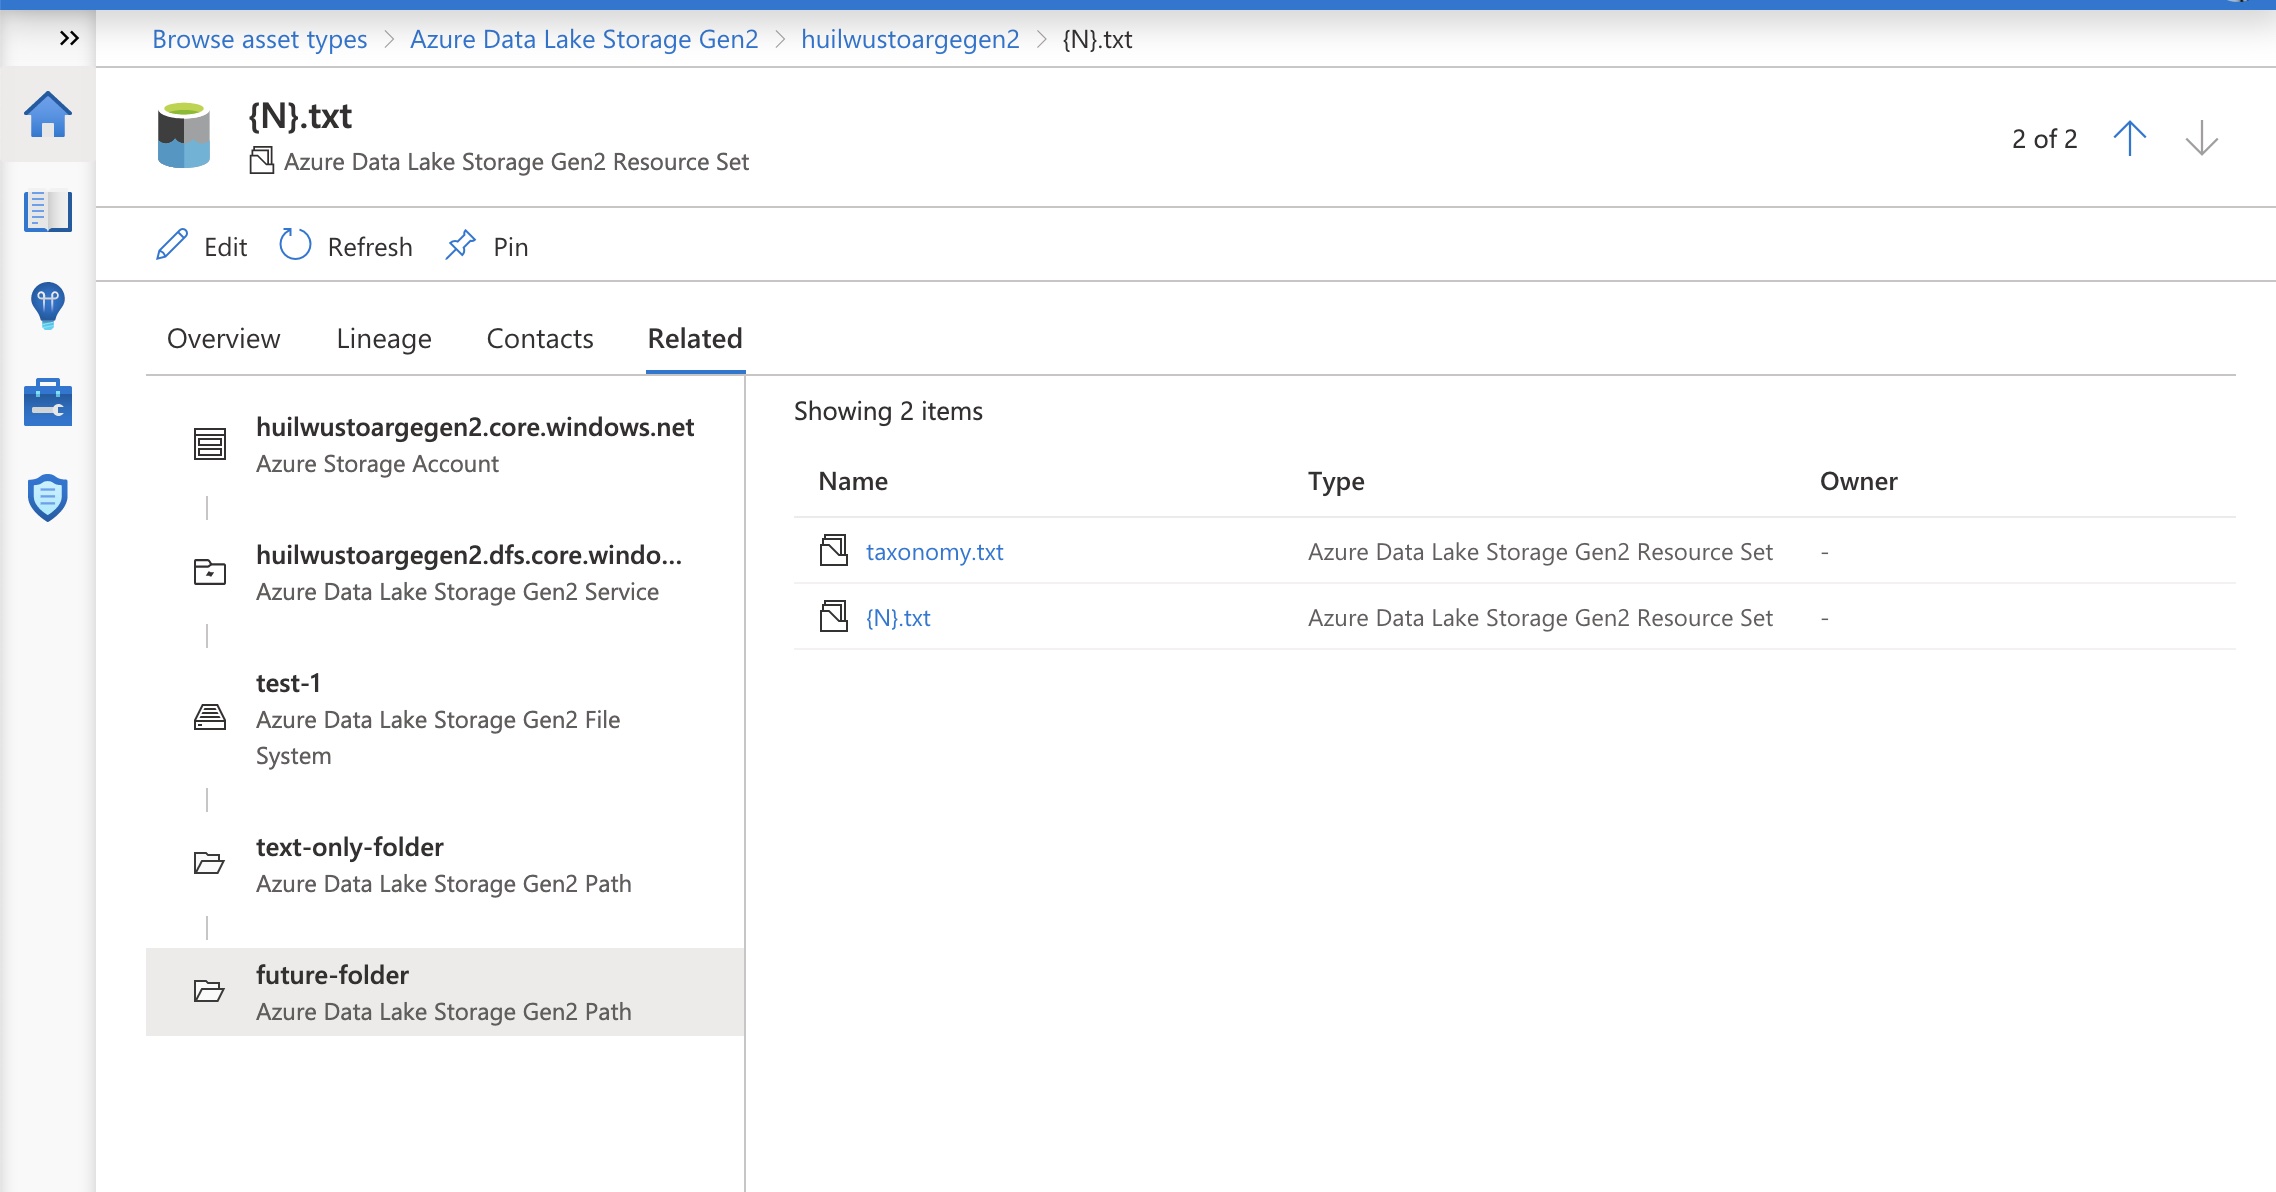 Browse asset types > Azure Data Lake Storage Gen2 > huilwustoargegen2 > {N}.txt
{N}.txt
Azure Data Lake Storage Gen2 Resource Set
2 of 2
Edit Refresh Pin
Overview Lineage Contacts Related
huilwustoargegen2.core.windows.net
Azure Storage Account
huilwustoargegen2.dfs.core.windo...
Azure Data Lake Storage Gen2 Service
test-1
Azure Data Lake Storage Gen2 File
System
text-only-folder
Azure Data Lake Storage Gen2 Path
future-folder
Azure Data Lake Storage Gen2 Path
Showing 2 items
Name Type Owner
taxonomy.txt Azure Data Lake Storage Gen2 Resource Set -
{N}.txt Azure Data Lake Storage Gen2 Resource Set -